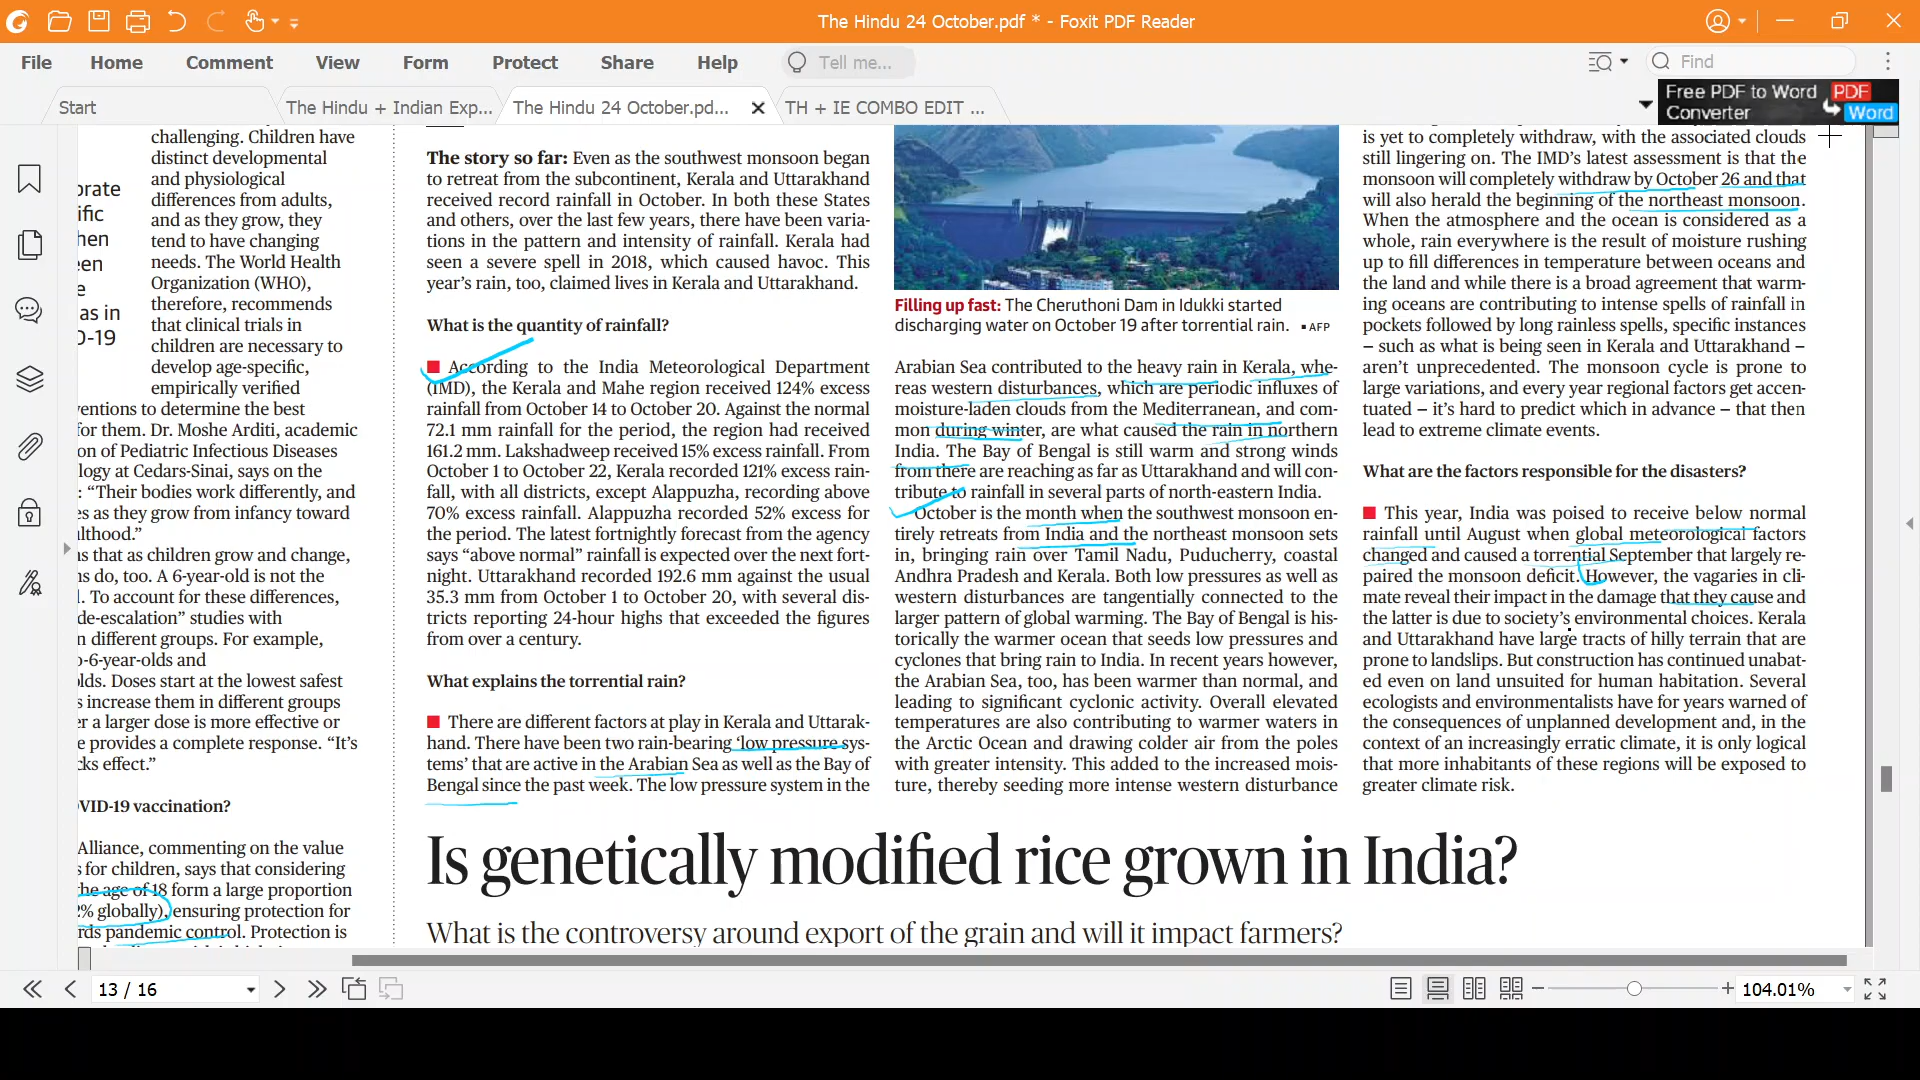 The Hindu 24 October.pdf * - Foxit PDF Reader
File Home Comment View Form Protect Share Help Tell me... Find
Start The Hindu + Indian Exp... The Hindu 24 October.pd... TH + IE COMBO EDIT ...
Free PDF to Word
Converter
PDF
Word
challenging. Children have
distinct developmental
and physiological
differences from adults,
and as they grow, they
tend to have changing
needs. The World Health
Organization (WHO),
therefore, recommends
that clinical trials in
children are necessary to
develop age-specific,
empirically verified
ventions to determine the best
for them. Dr. Moshe Arditi, academic
on of Pediatric Infectious Diseases
logy at Cedars-Sinai, says on the
: “Their bodies work differently, and
es as they grow from infancy toward
lthood.”
as that as children grow and change,
ns do, too. A 6-year-old is not the
l. To account for these differences,
de-escalation” studies with
n different groups. For example,
o-6-year-olds and
lds. Doses start at the lowest safest
s increase them in different groups
er a larger dose is more effective or
e provides a complete response. “It’s
cks effect.”
VID-19 vaccination?
Alliance, commenting on the value
s for children, says that considering
the age of 18 form a large proportion
2% globally), ensuring protection for
rds pandemic control. Protection is
orate
ific
hen
een
e
as in
D-19
The story so far: Even as the southwest monsoon began
to retreat from the subcontinent, Kerala and Uttarakhand
received record rainfall in October. In both these States
and others, over the last few years, there have been varia-
tions in the pattern and intensity of rainfall. Kerala had
seen a severe spell in 2018, which caused havoc. This
year’s rain, too, claimed lives in Kerala and Uttarakhand.
What is the quantity of rainfall?
According to the India Meteorological Department
(IMD), the Kerala and Mahe region received 124% excess
rainfall from October 14 to October 20. Against the normal
72.1 mm rainfall for the period, the region had received
161.2 mm. Lakshadweep received 15% excess rainfall. From
October 1 to October 22, Kerala recorded 121% excess rain-
fall, with all districts, except Alappuzha, recording above
70% excess rainfall. Alappuzha recorded 52% excess for
the period. The latest fortnightly forecast from the agency
says “above normal” rainfall is expected over the next fort-
night. Uttarakhand recorded 192.6 mm against the usual
35.3 mm from October 1 to October 20, with several dis-
tricts reporting 24-hour highs that exceeded the figures
from over a century.
What explains the torrential rain?
There are different factors at play in Kerala and Uttarak-
hand. There have been two rain-bearing ‘low pressure sys-
tems’ that are active in the Arabian Sea as well as the Bay of
Bengal since the past week. The low pressure system in the
Filling up fast: The Cheruthoni Dam in Idukki started
discharging water on October 19 after torrential rain. ▪ AFP
Arabian Sea contributed to the heavy rain in Kerala, whe-
reas western disturbances, which are periodic influxes of
moisture-laden clouds from the Mediterranean, and com-
mon during winter, are what caused the rain in northern
India. The Bay of Bengal is still warm and strong winds
from there are reaching as far as Uttarakhand and will con-
tribute to rainfall in several parts of north-eastern India.
October is the month when the southwest monsoon en-
tirely retreats from India and the northeast monsoon sets
in, bringing rain over Tamil Nadu, Puducherry, coastal
Andhra Pradesh and Kerala. Both low pressures as well as
western disturbances are tangentially connected to the
larger pattern of global warming. The Bay of Bengal is his-
torically the warmer ocean that seeds low pressures and
cyclones that bring rain to India. In recent years however,
the Arabian Sea, too, has been warmer than normal, and
leading to significant cyclonic activity. Overall elevated
temperatures are also contributing to warmer waters in
the Arctic Ocean and drawing colder air from the poles
with greater intensity. This added to the increased mois-
ture, thereby seeding more intense western disturbance
is yet to completely withdraw, with the associated clouds
still lingering on. The IMD’s latest assessment is that the
monsoon will completely withdraw by October 26 and that
will also herald the beginning of the northeast monsoon.
When the atmosphere and the ocean is considered as a
whole, rain everywhere is the result of moisture rushing
up to fill differences in temperature between oceans and
the land and while there is a broad agreement that warm-
ing oceans are contributing to intense spells of rainfall in
pockets followed by long rainless spells, specific instances
– such as what is being seen in Kerala and Uttarakhand –
aren’t unprecedented. The monsoon cycle is prone to
large variations, and every year regional factors get accen-
tuated – it’s hard to predict which in advance – that then
lead to extreme climate events.
What are the factors responsible for the disasters?
This year, India was poised to receive below normal
rainfall until August when global meteorological factors
changed and caused a torrential September that largely re-
paired the monsoon deficit. However, the vagaries in cli-
mate reveal their impact in the damage that they cause and
the latter is due to society’s environmental choices. Kerala
and Uttarakhand have large tracts of hilly terrain that are
prone to landslips. But construction has continued unabat-
ed even on land unsuited for human habitation. Several
ecologists and environmentalists have for years warned of
the consequences of unplanned development and, in the
context of an increasingly erratic climate, it is only logical
that more inhabitants of these regions will be exposed to
greater climate risk.
Is genetically modified rice grown in India?
What is the controversy around export of the grain and will it impact farmers?
13 / 16
104.01%